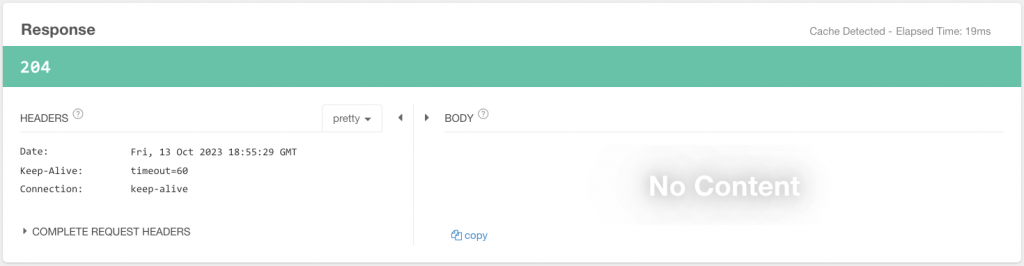 Response
Cache Detected - Elapsed Time: 19ms
204
HEADERS ?
pretty
Date: Fri, 13 Oct 2023 18:55:29 GMT
Keep-Alive: timeout=60
Connection: keep-alive
COMPLETE REQUEST HEADERS
BODY ?
No Content
copy